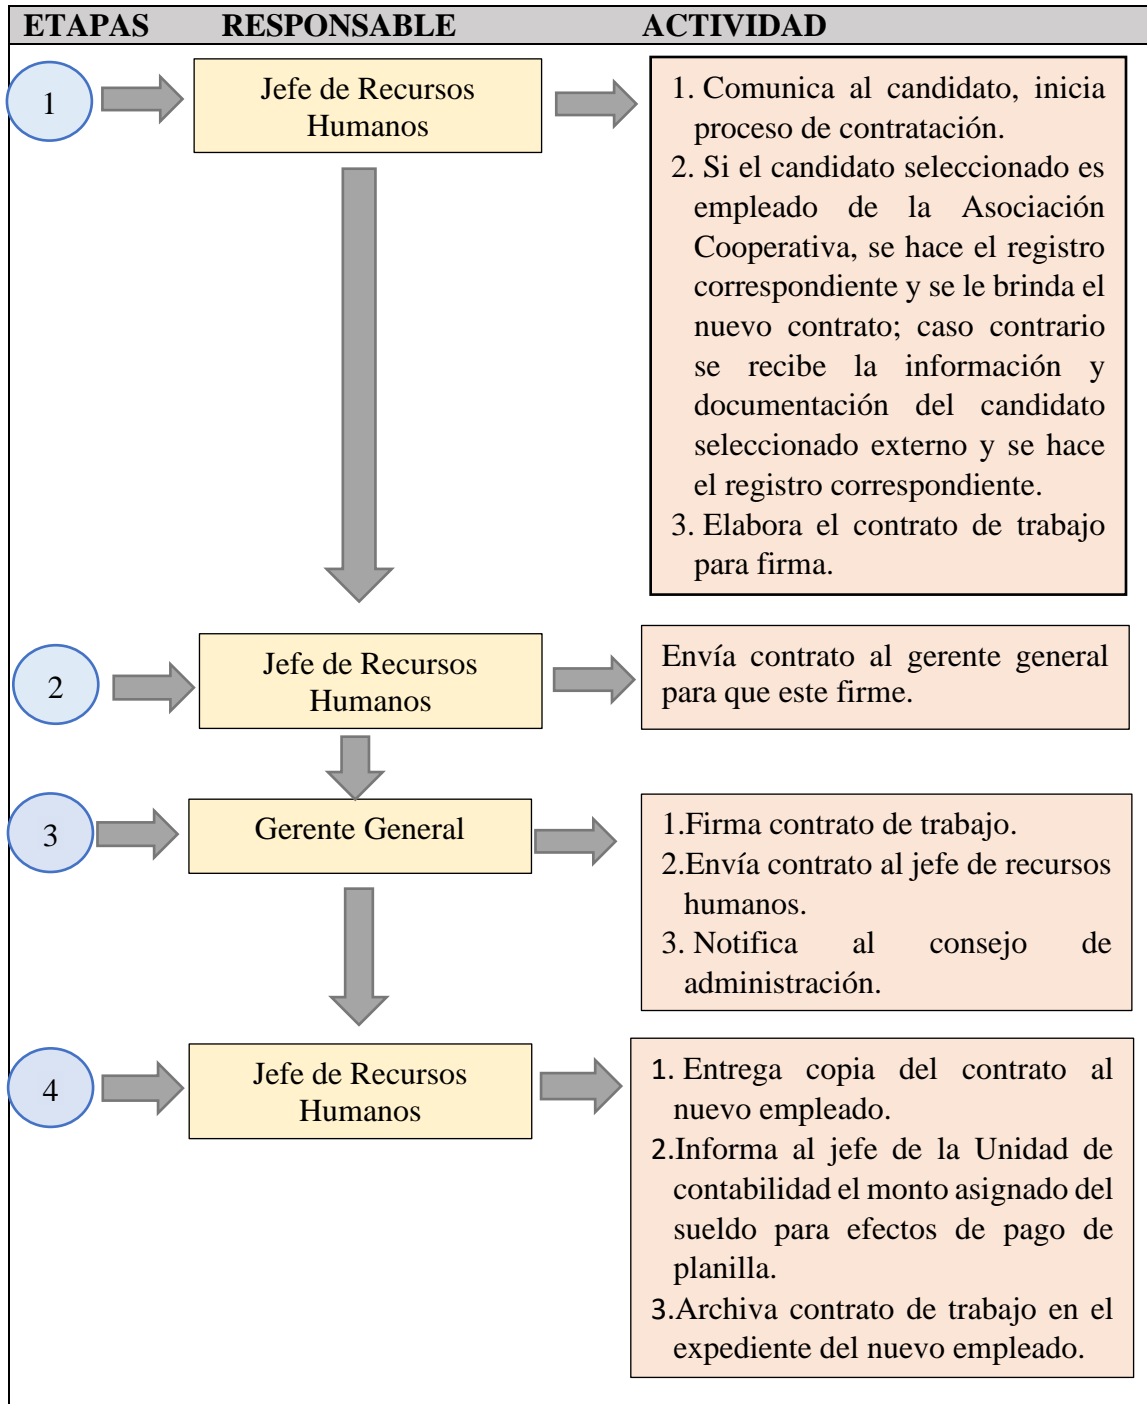 ETAPAS RESPONSABLE ACTIVIDAD
1
Jefe de Recursos
Humanos
1. Comunica al candidato, inicia
proceso de contratación.
2. Si el candidato seleccionado es
empleado de la Asociación
Cooperativa, se hace el registro
correspondiente y se le brinda el
nuevo contrato; caso contrario
se recibe la información y
documentación del candidato
seleccionado externo y se hace
el registro correspondiente.
3. Elabora el contrato de trabajo
para firma.
2
Jefe de Recursos
Humanos
Envía contrato al gerente general
para que este firme.
3
Gerente General
1.Firma contrato de trabajo.
2.Envía contrato al jefe de recursos
humanos.
3. Notifica al consejo de
administración.
4
Jefe de Recursos
Humanos
1. Entrega copia del contrato al
nuevo empleado.
2.Informa al jefe de la Unidad de
contabilidad el monto asignado del
sueldo para efectos de pago de
planilla.
3.Archiva contrato de trabajo en el
expediente del nuevo empleado.